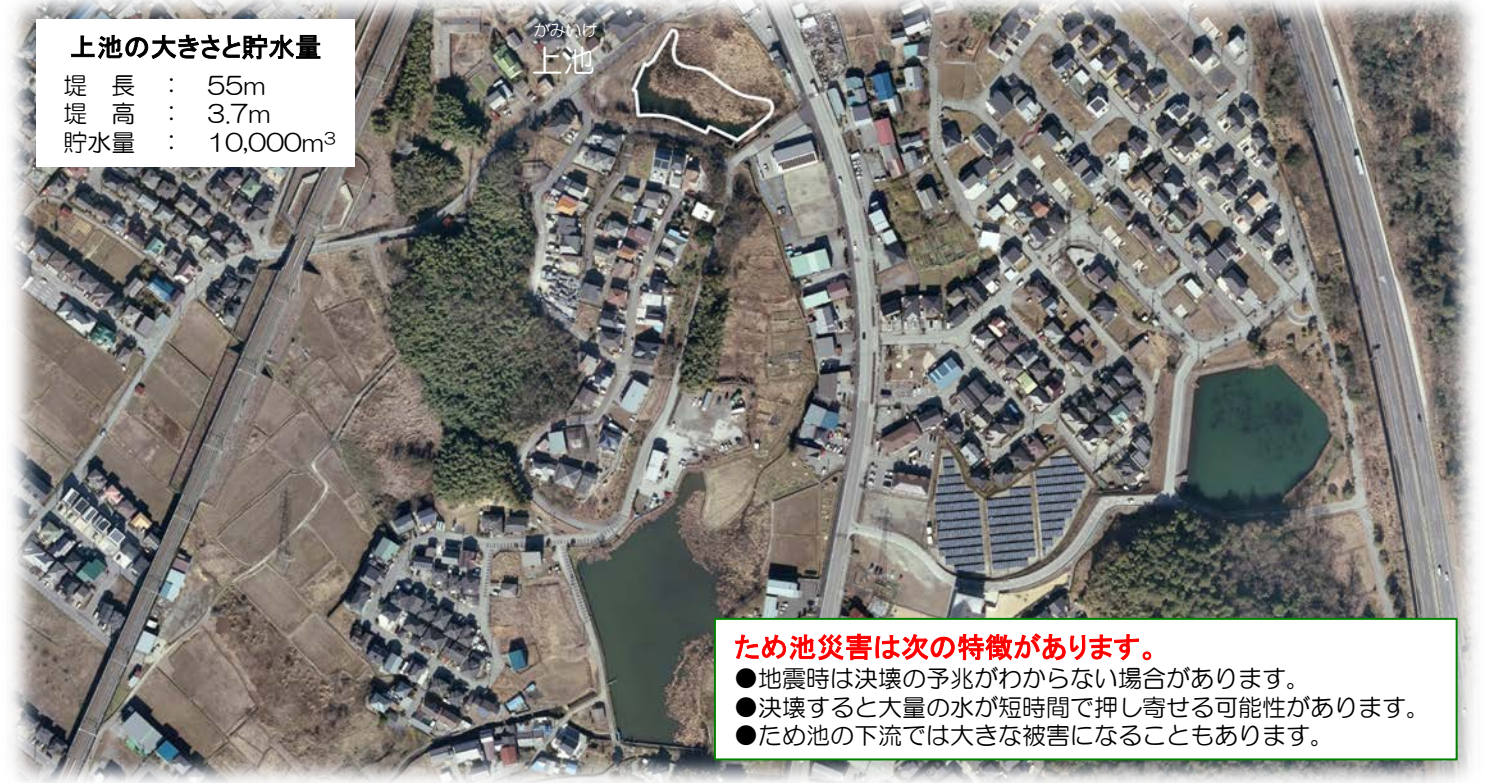 上池の大きさと貯水量
堤　長　：　55m
堤　高　：　3.7m
貯水量　：　10,000m³
かみいけ
上池
ため池災害は次の特徴があります。
●地震時は決壊の予兆がわからない場合があります。
●決壊すると大量の水が短時間で押し寄せる可能性があります。
●ため池の下流では大きな被害になることもあります。